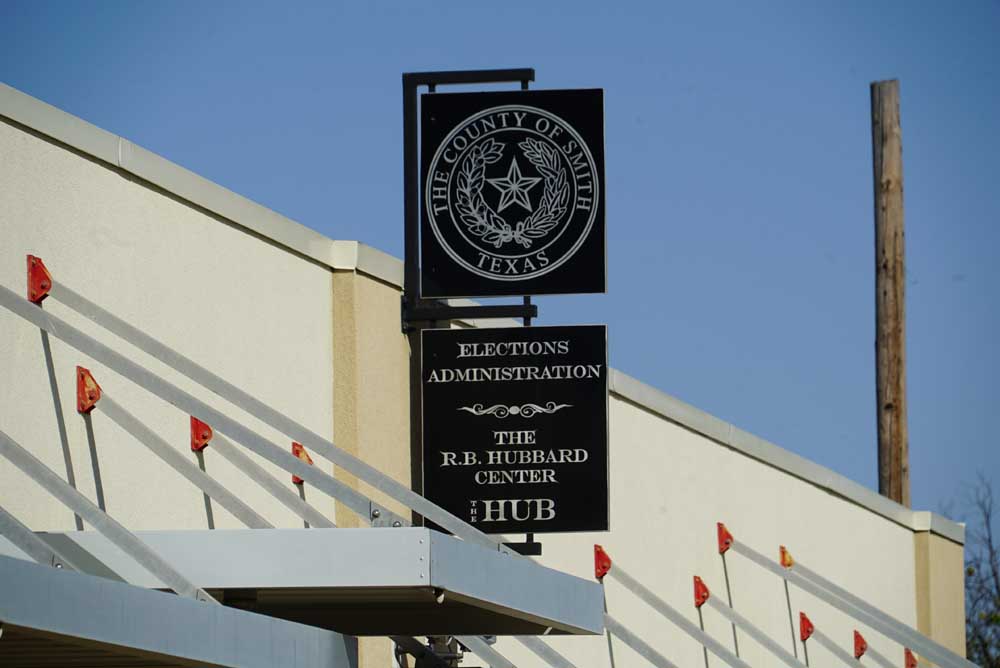 THE COUNTY OF SMITH
TEXAS
ELECTIONS
ADMINISTRATION
THE
R.B. HUBBARD
CENTER
THE HUB